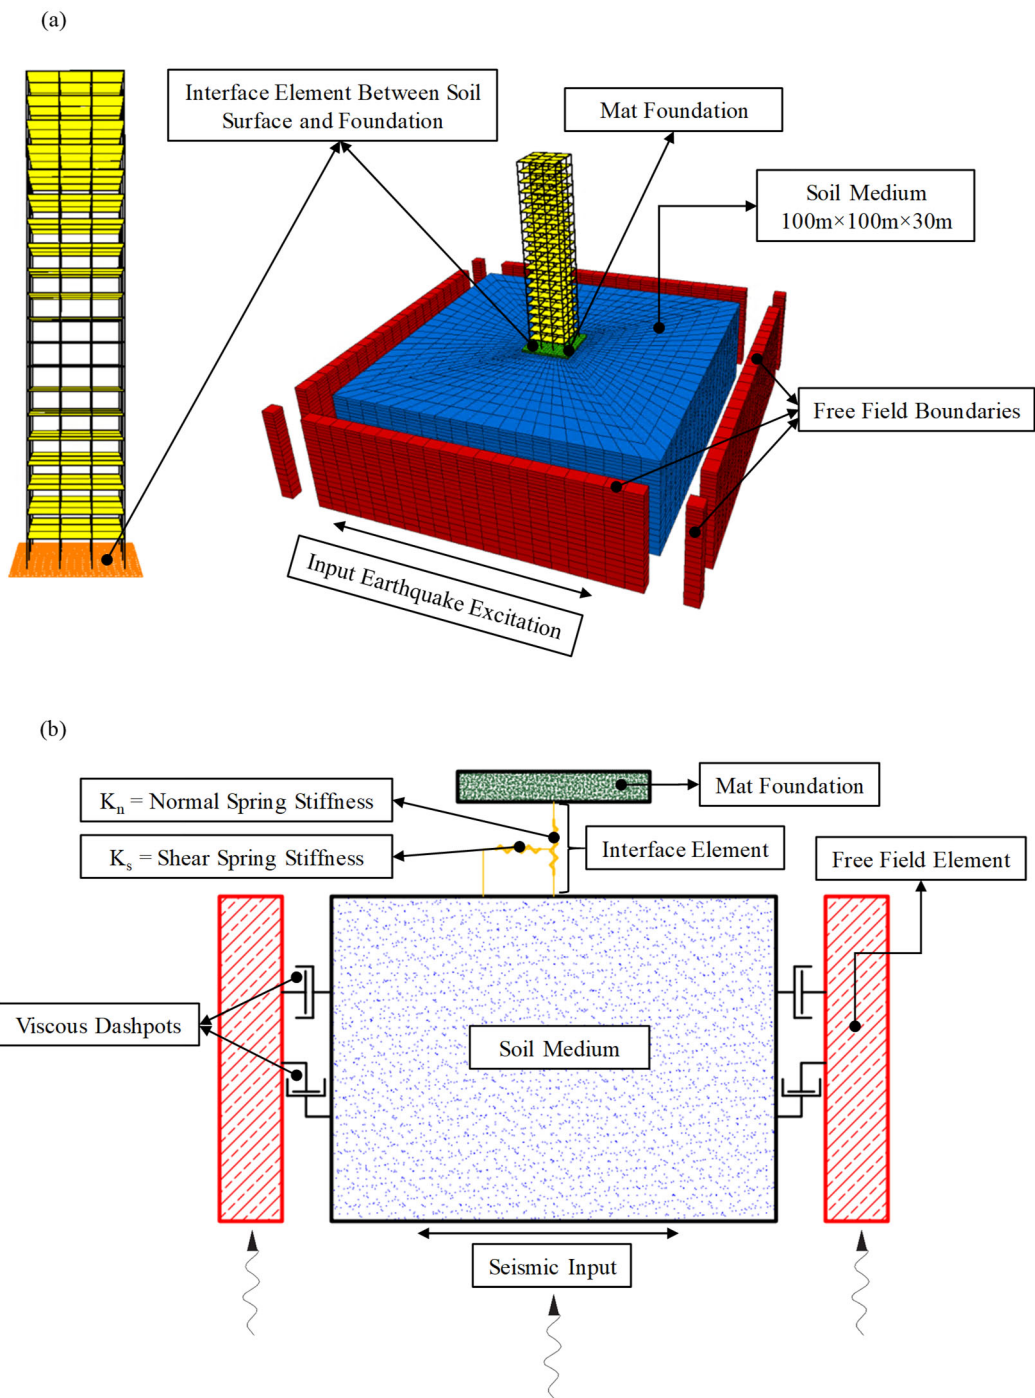 (a)
Interface Element Between Soil
Surface and Foundation
Mat Foundation
Soil Medium
100m×100m×30m
Free Field Boundaries
Input Earthquake Excitation
(b)
Kn = Normal Spring Stiffness
Mat Foundation
Ks = Shear Spring Stiffness
Interface Element
Free Field Element
Viscous Dashpots
Soil Medium
Seismic Input